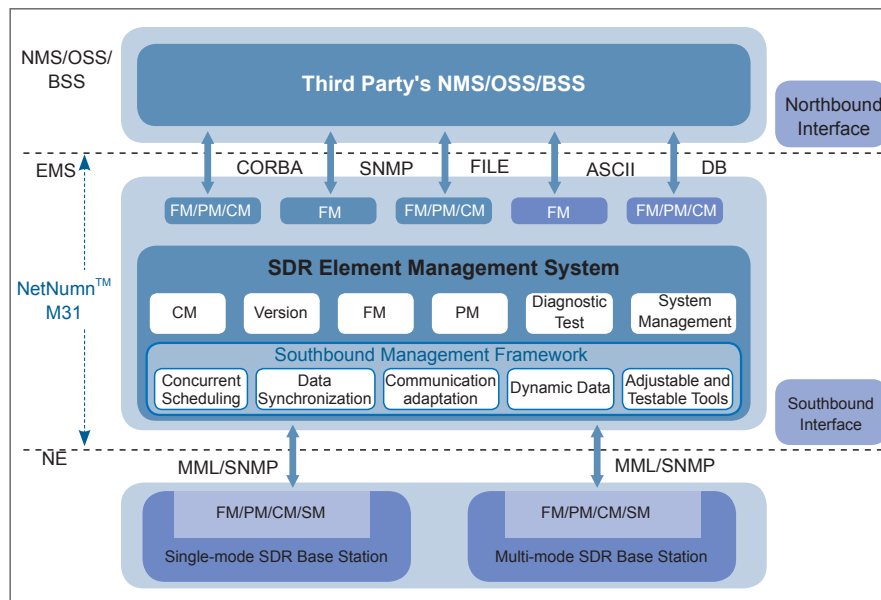 NMS/OSS/
BSS
Third Party's NMS/OSS/BSS
Northbound
Interface
EMS
CORBA
SNMP
FILE
ASCII
DB
FM/PM/CM
FM
FM/PM/CM
FM
FM/PM/CM
NetNumn™
M31
SDR Element Management System
CM
Version
FM
PM
Diagnostic
Test
System
Management
Southbound Management Framework
Concurrent
Scheduling
Data
Synchronization
Communication
adaptation
Dynamic Data
Adjustable and
Testable Tools
Southbound
Interface
NE
MML/SNMP
MML/SNMP
FM/PM/CM/SM
Single-mode SDR Base Station
FM/PM/CM/SM
Multi-mode SDR Base Station